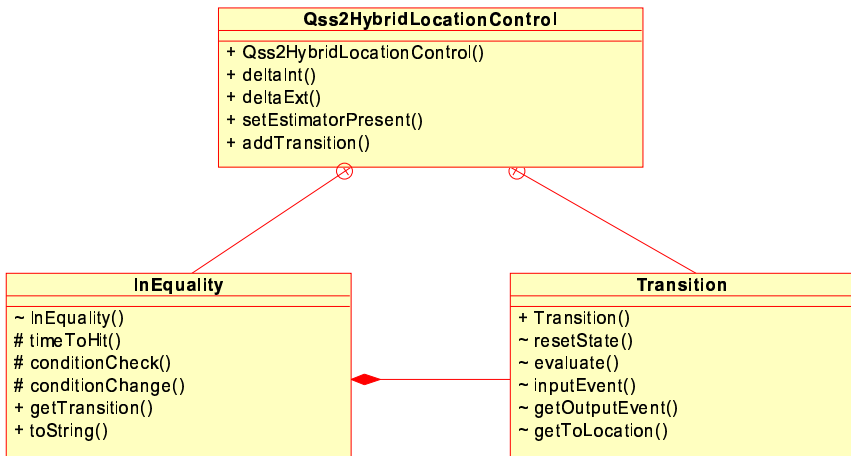 Qss2HybridLocationControl
+ Qss2HybridLocationControl()
+ deltaInt()
+ deltaExt()
+ setEstimatorPresent()
+ addTransition()
InEquality
~ InEquality()
# timeToHit()
# conditionCheck()
# conditionChange()
+ getTransition()
+ toString()
Transition
+ Transition()
~ resetState()
~ evaluate()
~ inputEvent()
~ getOutputEvent()
~ getToLocation()